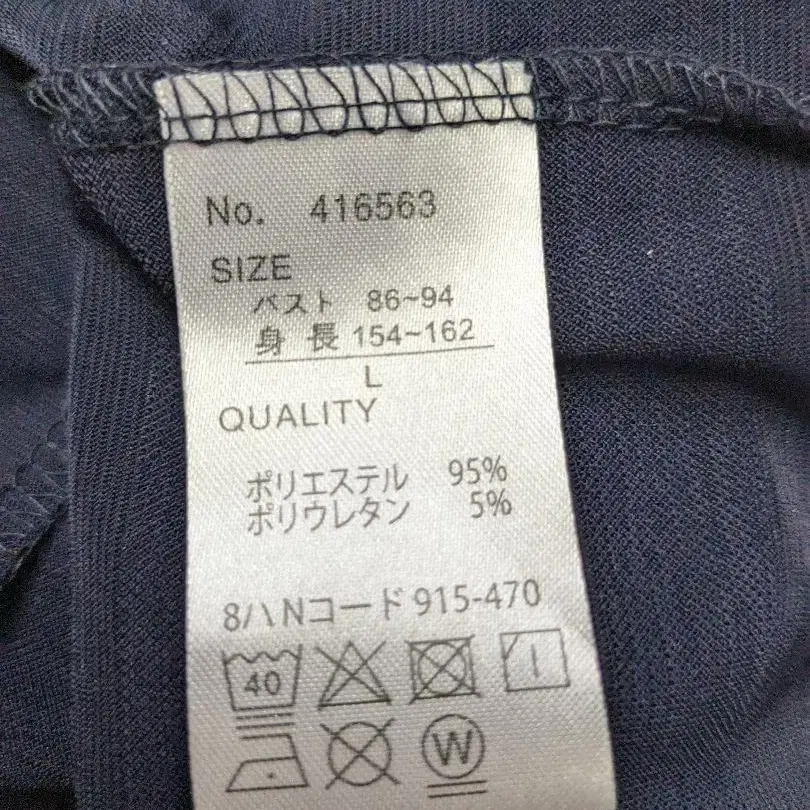 No. 416563
SIZE
バスト 86~94
身 長 154~162
L
QUALITY
ポリエステル 95%
ポリウレタン 5%
8ハNコード 915-470
40
W